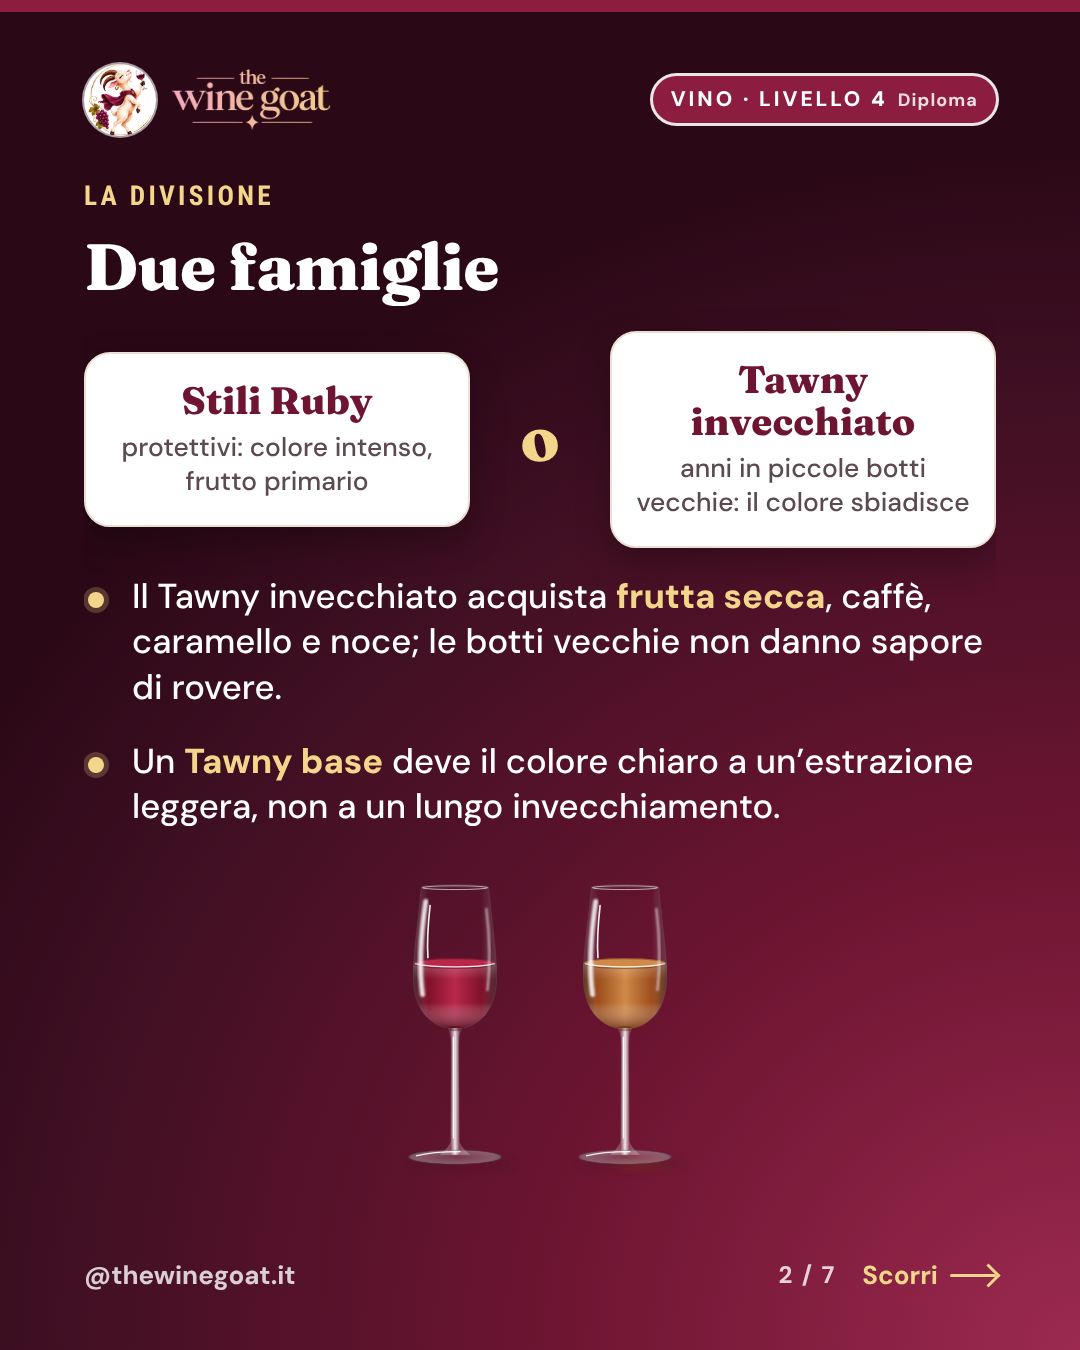 the
wine goat
VINO · LIVELLO 4 Diploma
LA DIVISIONE
Due famiglie
Stili Ruby
protettivi: colore intenso,
frutto primario
o
Tawny
invecchiato
anni in piccole botti
vecchie: il colore sbiadisce
Il Tawny invecchiato acquista frutta secca, caffè,
caramello e noce; le botti vecchie non danno sapore
di rovere.
Un Tawny base deve il colore chiaro a un’estrazione
leggera, non a un lungo invecchiamento.
@thewinegoat.it
2 / 7 Scorri